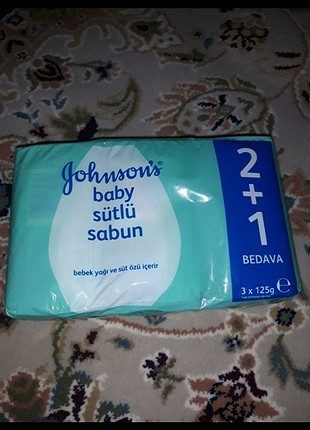 Johnson's
baby
sütlü
sabun
bebek yağı ve süt özü içerir
2
+
1
BEDAVA
3 x 125g e